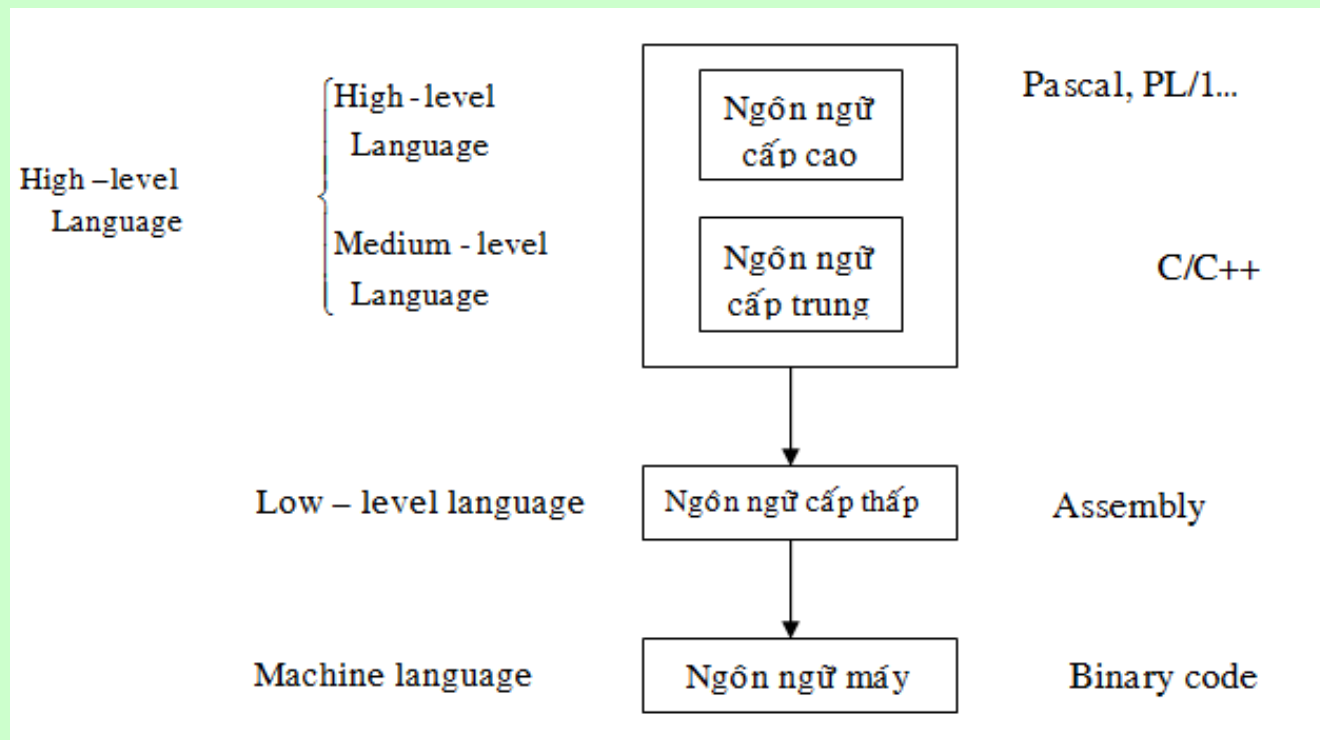 High - level
Language
High –level
Language
Medium - level
Language
Ngôn ngữ
cấp cao
Ngôn ngữ
cấp trung
Pascal, PL/1...
C/C++
Low – level language
Ngôn ngữ cấp thấp
Assembly
Machine language
Ngôn ngữ máy
Binary code